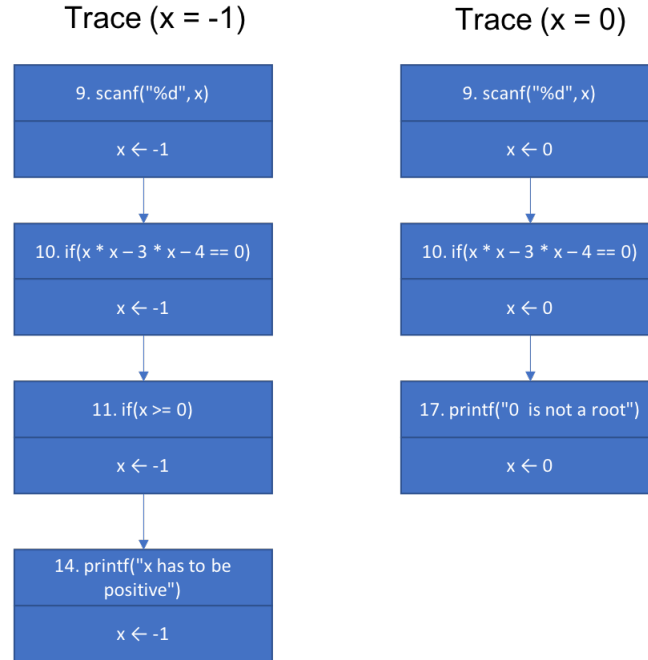 Trace (x = -1)
9. scanf("%d", x)
x ← -1
10. if(x * x – 3 * x – 4 == 0)
x ← -1
11. if(x >= 0)
x ← -1
14. printf("x has to be
positive")
x ← -1
Trace (x = 0)
9. scanf("%d", x)
x ← 0
10. if(x * x – 3 * x – 4 == 0)
x ← 0
17. printf("0  is not a root")
x ← 0